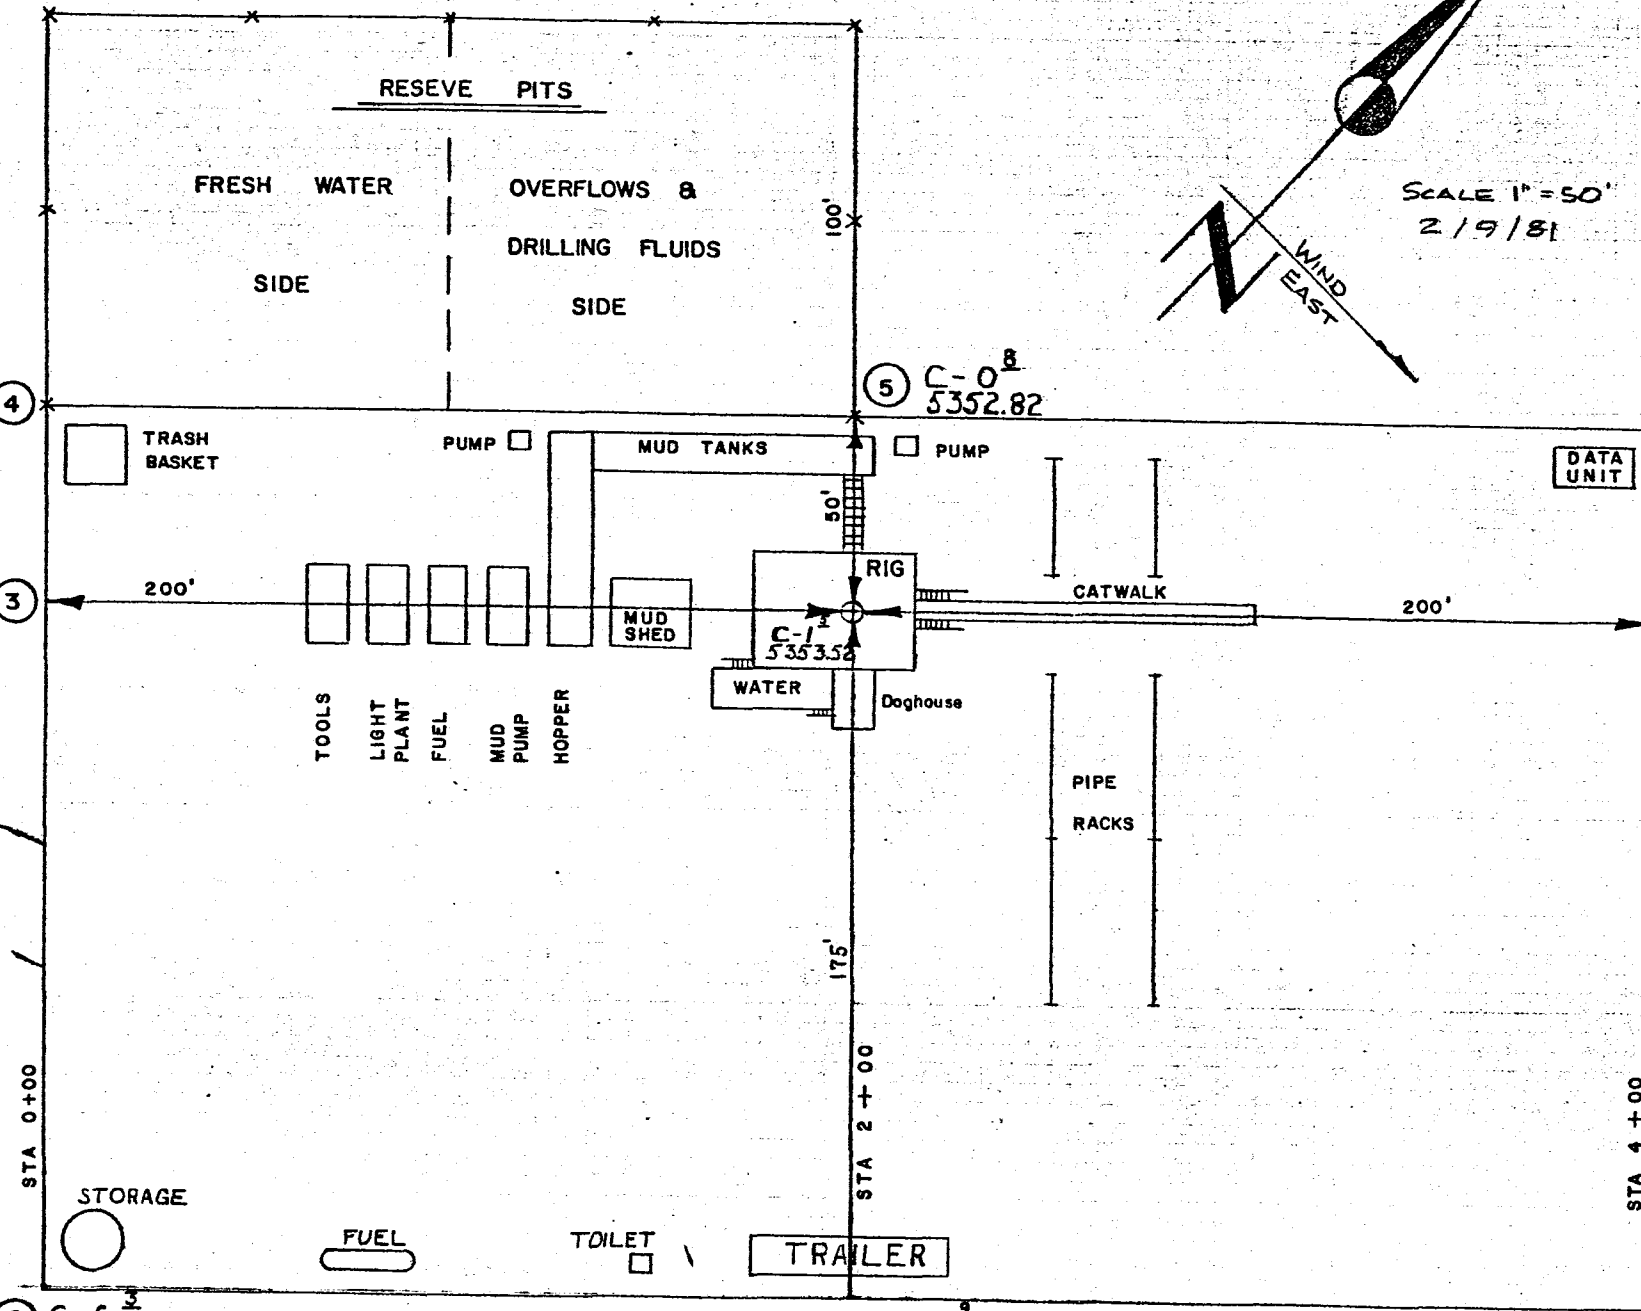 RESEVE PITS
FRESH WATER
SIDE
OVERFLOWS &
DRILLING FLUIDS
SIDE
100'
SCALE 1" = 50'
2/9/81
WIND
EAST
N
4
5
C-0 8
5352.82
TRASH
BASKET
PUMP
MUD TANKS
PUMP
DATA
UNIT
50'
3
200'
RIG
CATWALK
200'
MUD
SHED
C-1 3
5353.52
WATER
Doghouse
TOOLS
LIGHT
PLANT
FUEL
MUD
PUMP
HOPPER
PIPE
RACKS
175'
STA 0+00
STA 2+00
STA 4+00
STORAGE
FUEL
TOILET
TRAILER